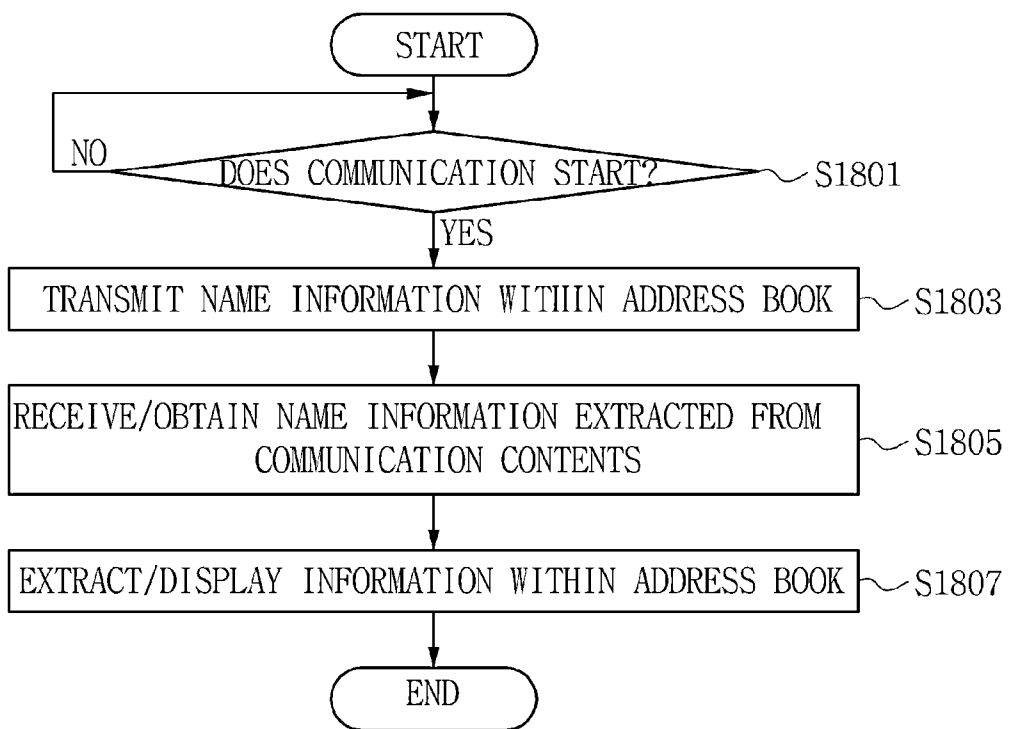 START
NO
DOES COMMUNICATION START?
S1801
YES
TRANSMIT NAME INFORMATION WITHIN ADDRESS BOOK
S1803
RECEIVE/OBTAIN NAME INFORMATION EXTRACTED FROM
COMMUNICATION CONTENTS
S1805
EXTRACT/DISPLAY INFORMATION WITHIN ADDRESS BOOK
S1807
END